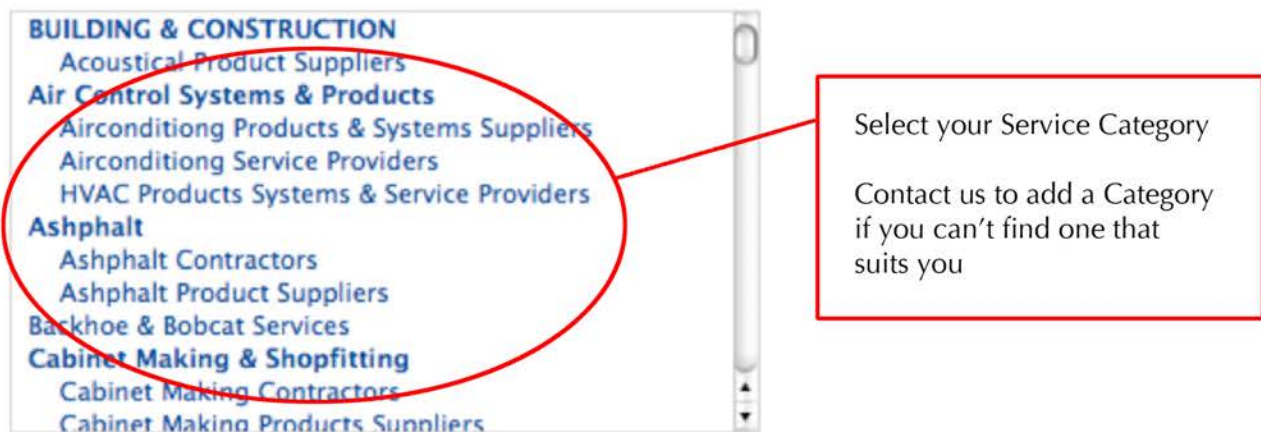 BUILDING & CONSTRUCTION
Acoustical Product Suppliers
Air Control Systems & Products
Airconditiong Products & Systems Suppliers
Airconditiong Service Providers
HVAC Products Systems & Service Providers
Ashphalt
Ashphalt Contractors
Ashphalt Product Suppliers
Backhoe & Bobcat Services
Cabinet Making & Shopfitting
Cabinet Making Contractors
Cabinet Making Products Suppliers
Select your Service Category
Contact us to add a Category
if you can't find one that
suits you